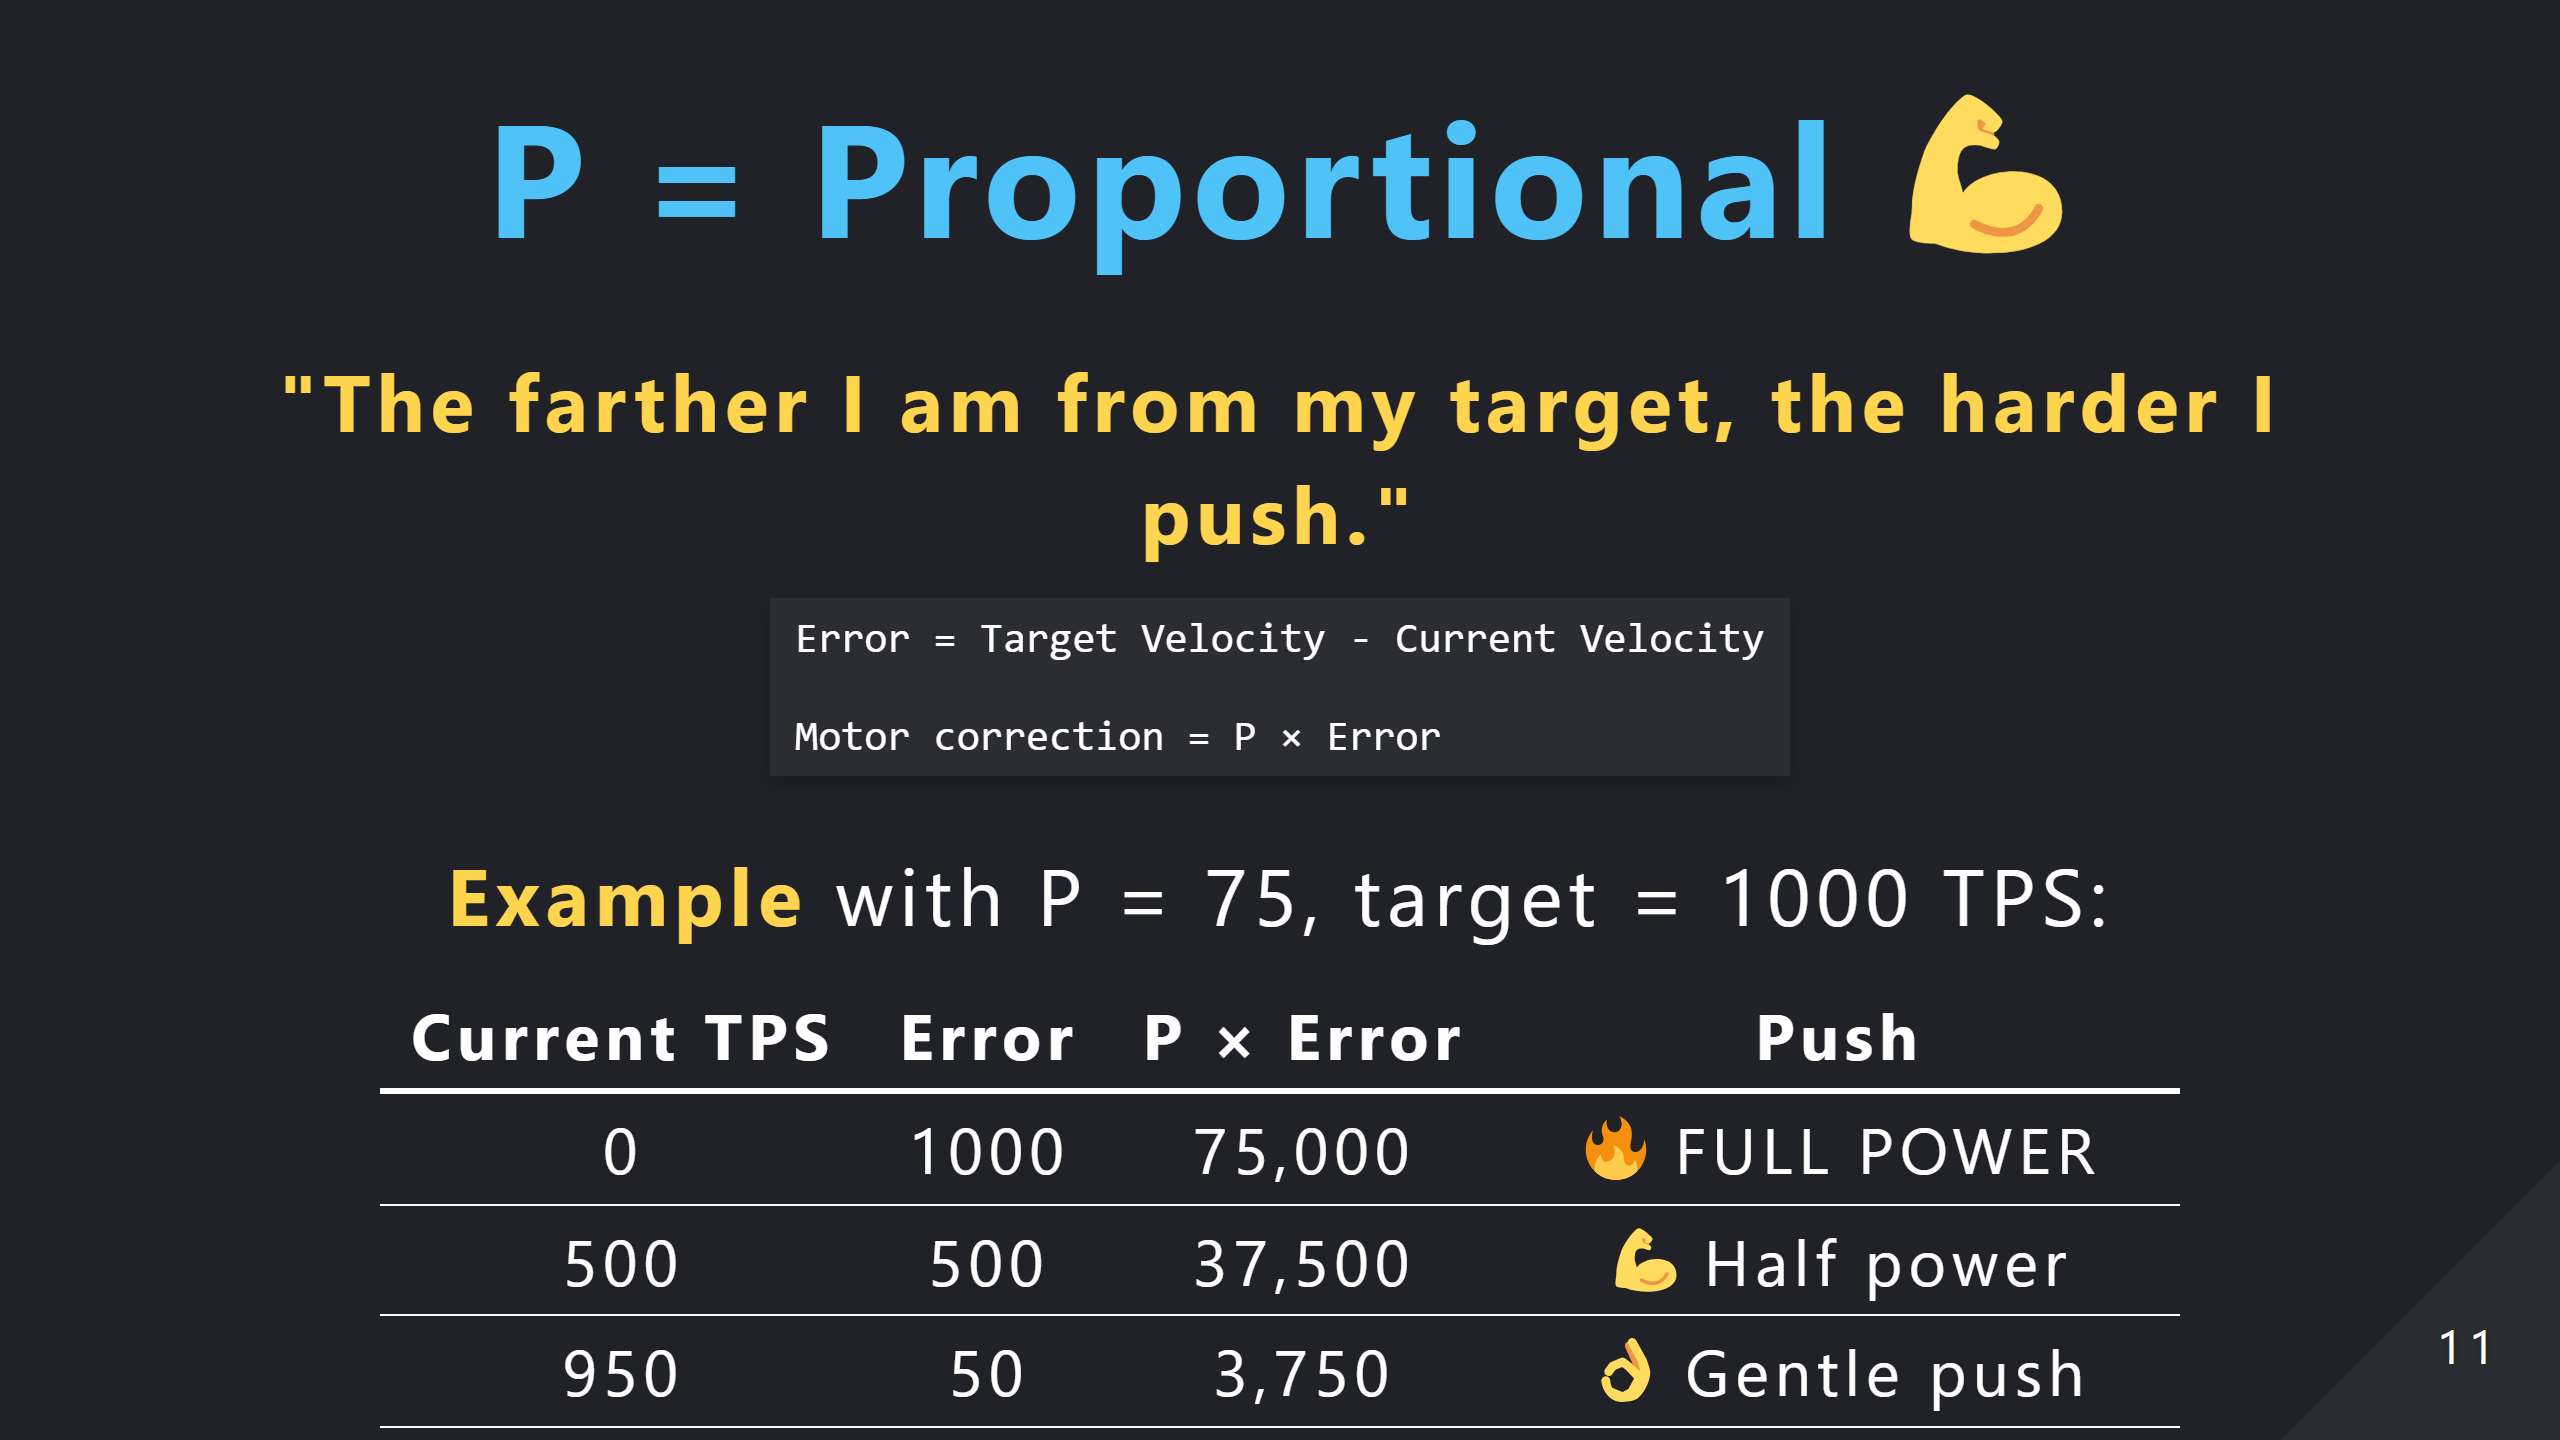 P = Proportional 💪
"The farther I am from my target, the harder I
push."
Error = Target Velocity - Current Velocity
Motor correction = P × Error
Example with P = 75, target = 1000 TPS:
Current TPS Error P × Error Push
0 1000 75,000 🔥 FULL POWER
500 500 37,500 💪 Half power
950 50 3,750 👌 Gentle push
11